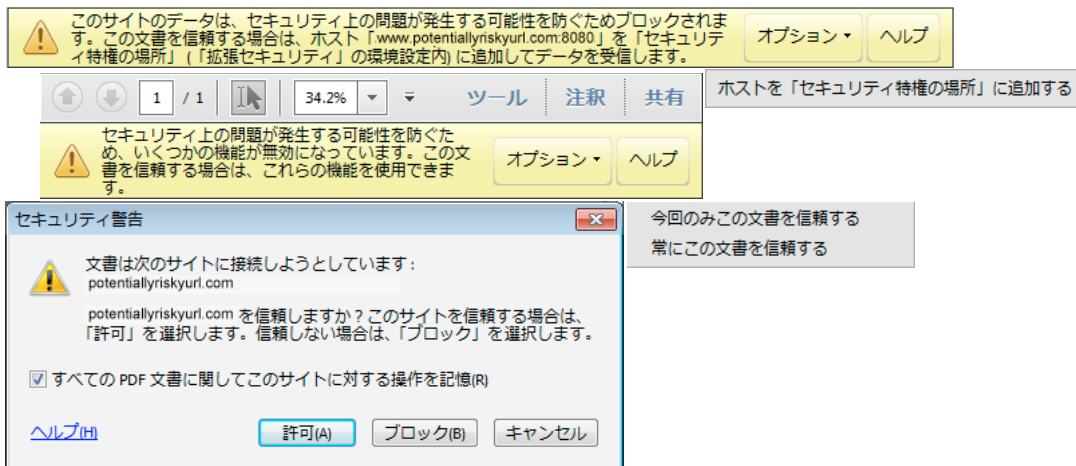 このサイトのデータは、セキュリティ上の問題が発生する可能性を防ぐためブロックされま
す。この文書を信頼する場合は、ホスト「www.potentiallyriskyurl.com:8080」を「セキュリテ
ィ特権の場所」(「拡張セキュリティ」の環境設定内) に追加してデータを受信します。
オプション
ヘルプ
1 / 1
34.2%
ツール
注釈
共有
ホストを「セキュリティ特権の場所」に追加する
セキュリティ上の問題が発生する可能性を防ぐた
め、いくつかの機能が無効になっています。この文
書を信頼する場合は、これらの機能を使用できま
す。
オプション
ヘルプ
セキュリティ警告
今回のみこの文書を信頼する
常にこの文書を信頼する
文書は次のサイトに接続しようとしています:
potentiallyriskyurl.com
potentiallyriskyurl.com を信頼しますか?このサイトを信頼する場合は、
「許可」を選択します。信頼しない場合は、「ブロック」を選択します。
すべての PDF 文書に関してこのサイトに対する操作を記憶(R)
ヘルプ(H)
許可(A)
ブロック(B)
キャンセル